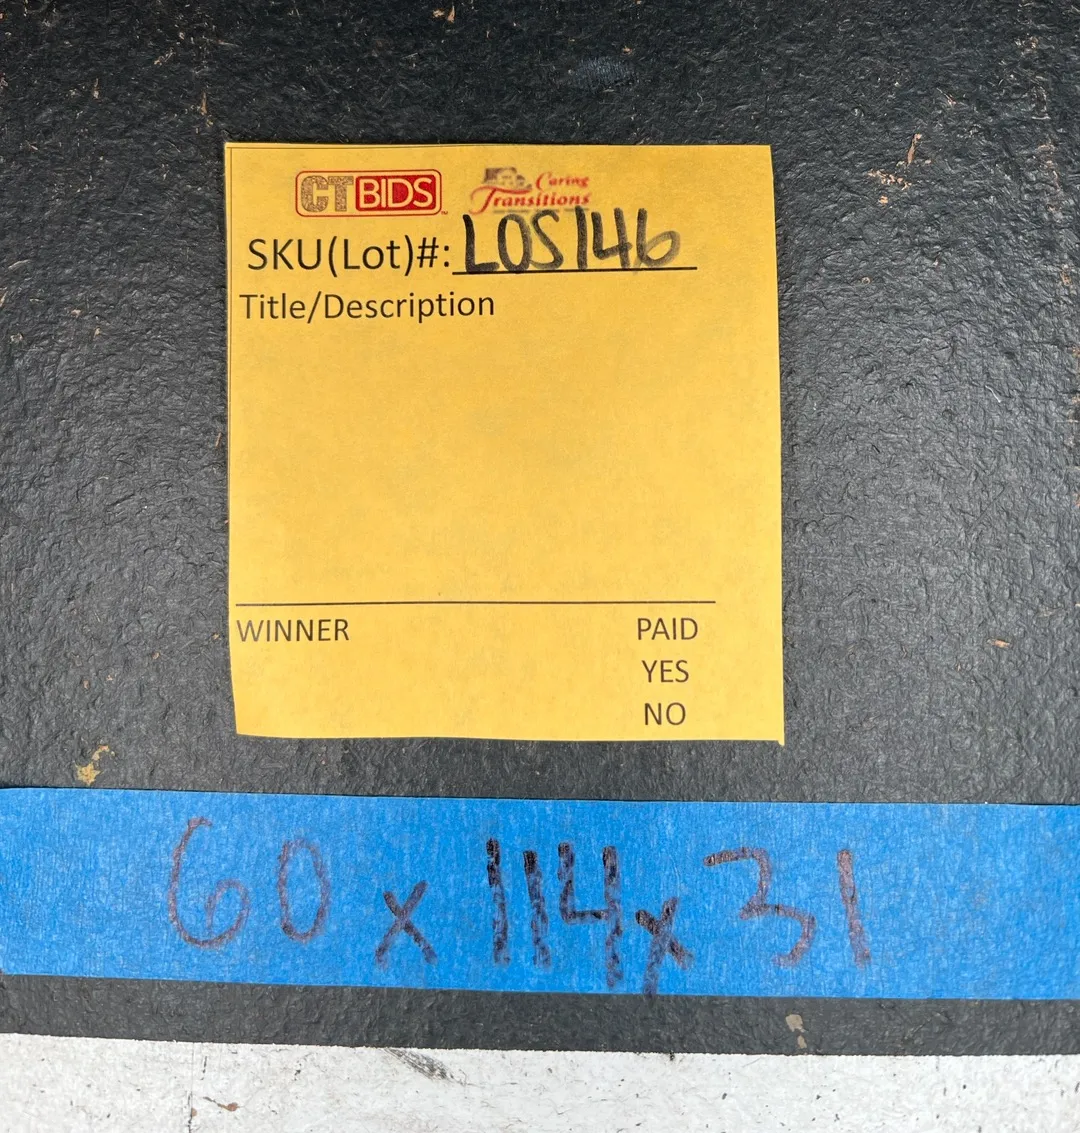 CTBIDS
Caring
Transitions
SKU(Lot)#: LOS146
Title/Description
WINNER PAID
YES
NO
60 x 114 x 31